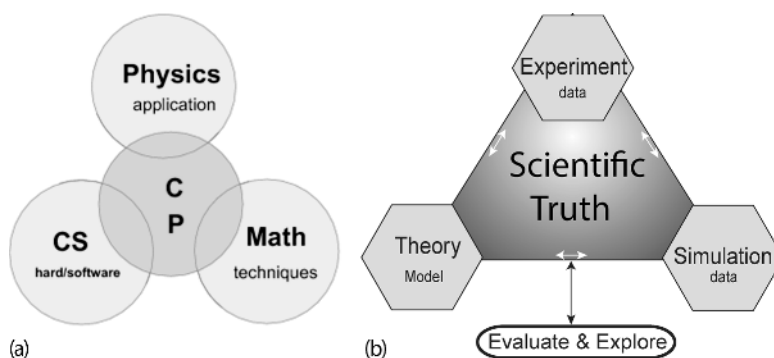 Physics
application
C
P
CS
hard/software
Math
techniques
(a)
Experiment
data
Scientific
Truth
Theory
Model
Simulation
data
Evaluate & Explore
(b)